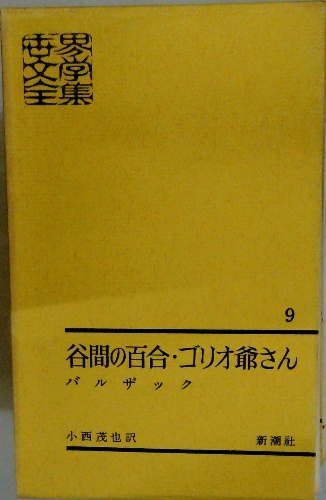 世界文学全集
9
谷間の百合・ゴリオ爺さん
バルザック
小西茂也訳 新潮社